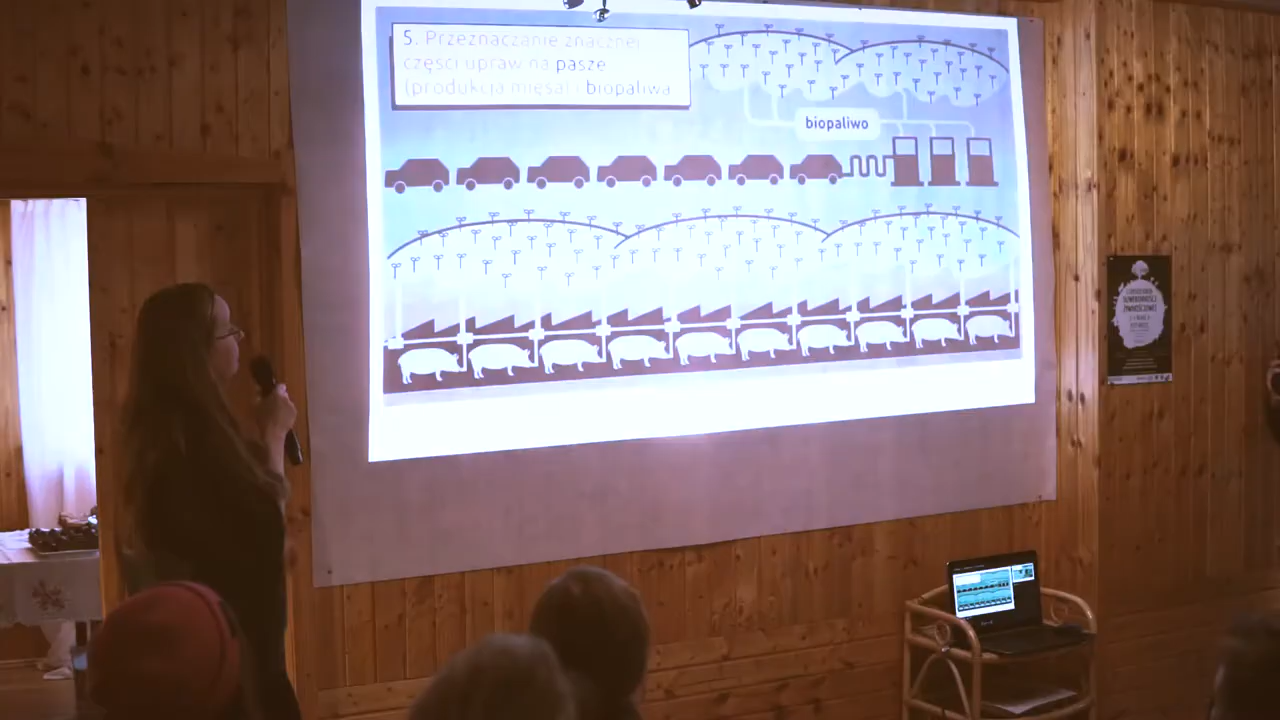 5. Przeznaczanie znacznej
części upraw na pasze
(produkcja mięsa) i biopaliwa
biopaliwo